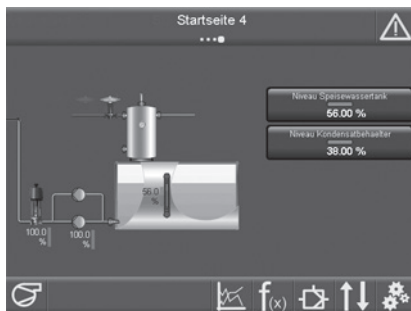 Startseite 4
Niveau Speisewassertank
56.00 %
Niveau Kondensatbehaelter
38.00 %
56.0
%
100.0
%
100.0
%
f(x)